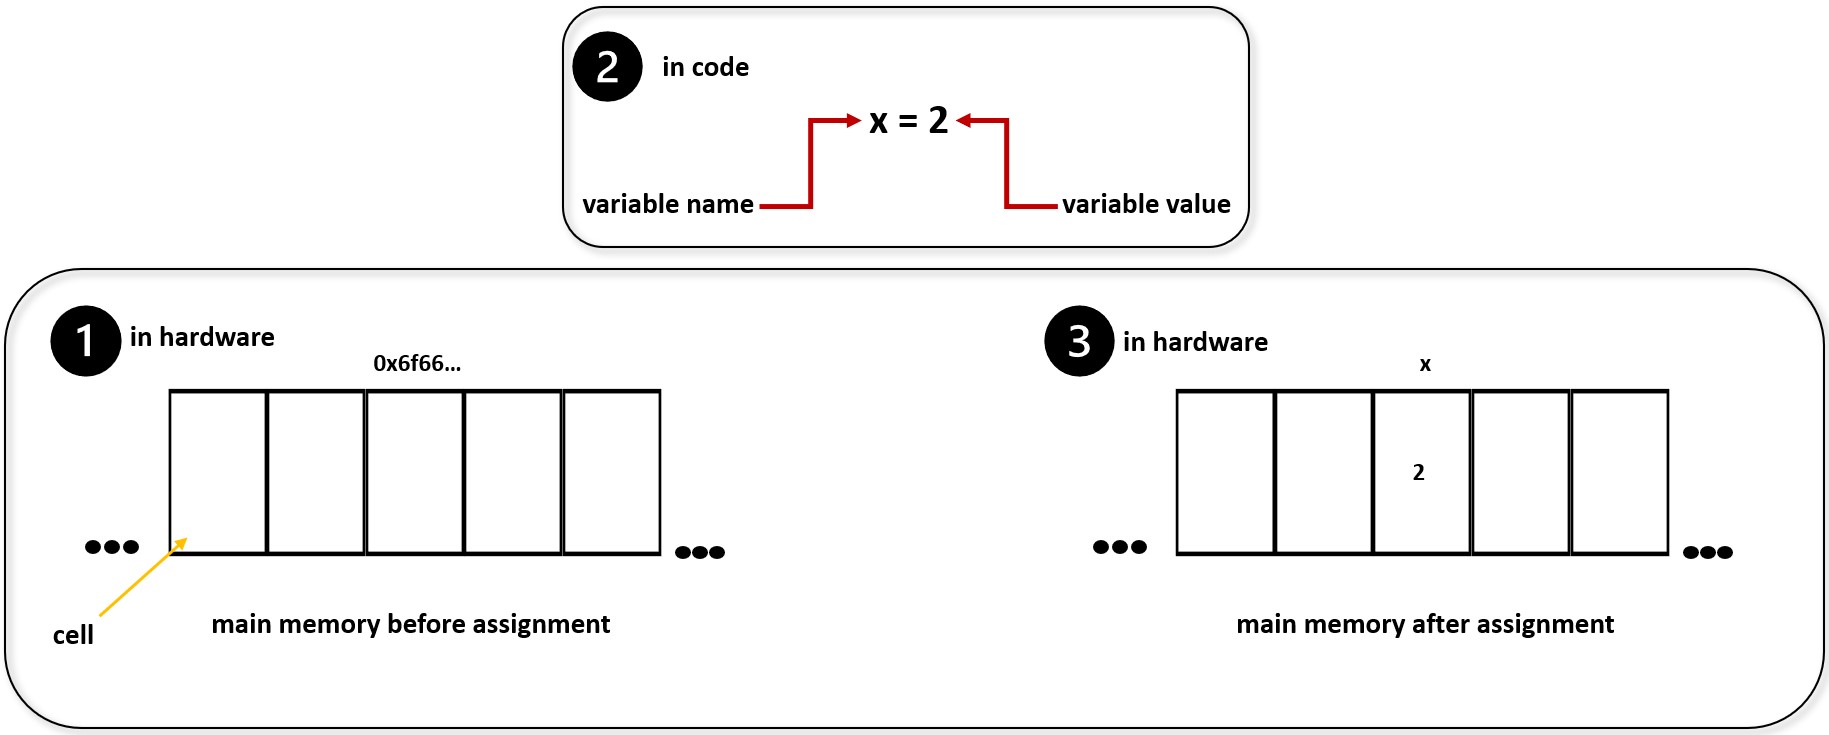 2 in code
x = 2
variable name
variable value
1 in hardware
0x6f66...
cell
main memory before assignment
3 in hardware
x
2
main memory after assignment